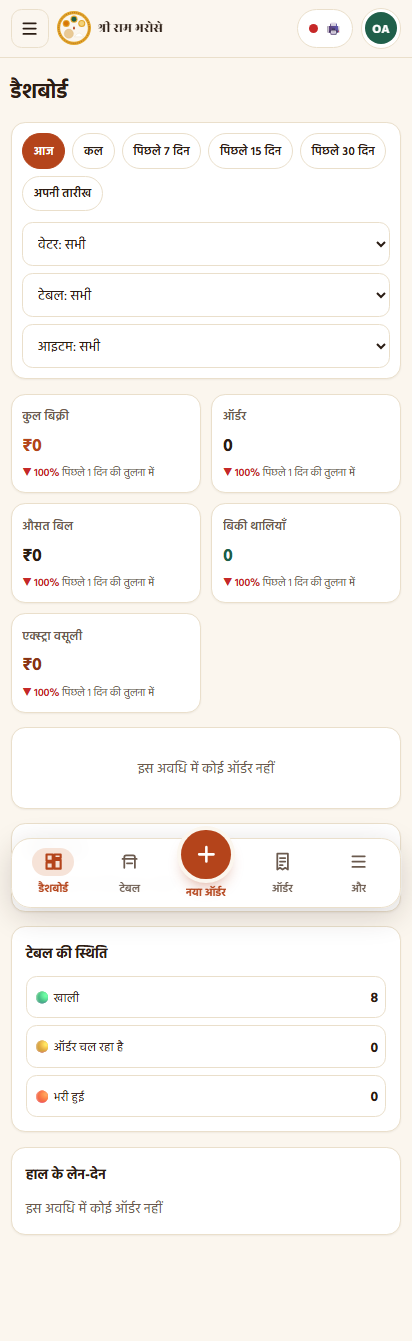 श्री राम भरोसे
OA
डैशबोर्ड
आज
कल
पिछले 7 दिन
पिछले 15 दिन
पिछले 30 दिन
अपनी तारीख
वेटर: सभी
टेबल: सभी
आइटम: सभी
कुल बिक्री
₹0
▼ 100% पिछले 1 दिन की तुलना में
ऑर्डर
0
▼ 100% पिछले 1 दिन की तुलना में
औसत बिल
₹0
▼ 100% पिछले 1 दिन की तुलना में
बिकी थालियाँ
0
▼ 100% पिछले 1 दिन की तुलना में
एक्स्ट्रा वसूली
₹0
▼ 100% पिछले 1 दिन की तुलना में
इस अवधि में कोई ऑर्डर नहीं
डैशबोर्ड
टेबल
नया ऑर्डर
ऑर्डर
और
टेबल की स्थिति
खाली 8
ऑर्डर चल रहा है 0
भरी हुई 0
हाल के लेन-देन
इस अवधि में कोई ऑर्डर नहीं